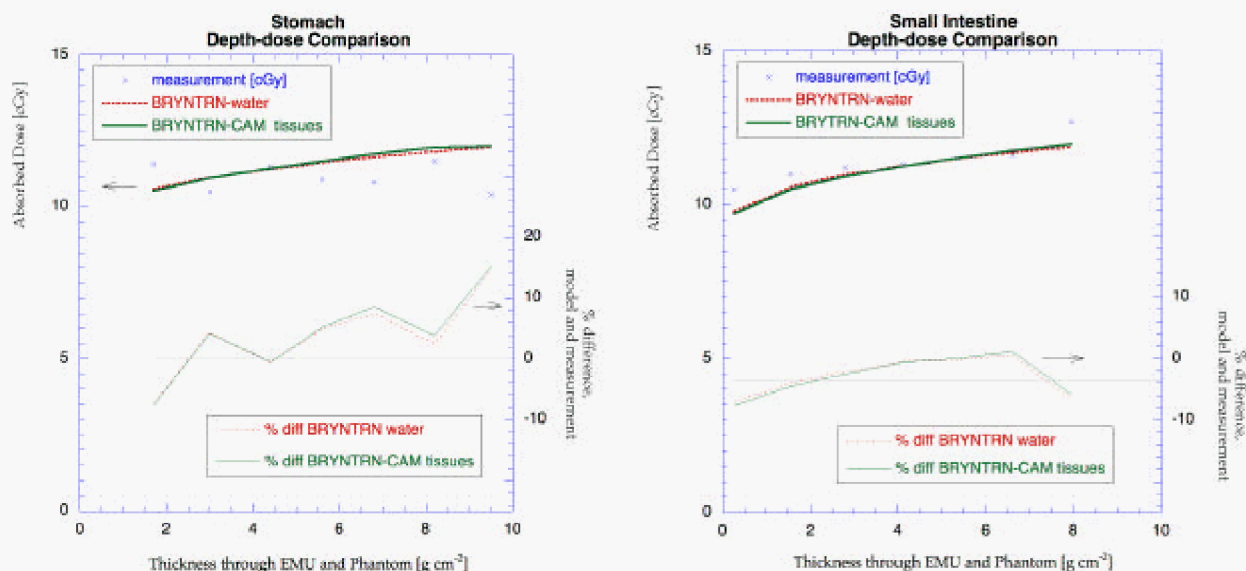 Stomach
Depth-dose Comparison
15
10
5
0
Absorbed Dose [cGy]
measurement [cGy]
BRYNTRN-water
BRYNTRN-CAM tissues
20
10
0
-10
% difference,
model and measurement
% diff BRYNTRN water
% diff BRYNTRN-CAM tissues
0
2
4
6
8
10
Thickness through EMU and Phantom [g cm-2]
Small Intestine
Depth-dose Comparison
15
10
5
0
Absorbed Dose [cGy]
measurement [cGy]
BRYNTRN-water
BRYTRN-CAM tissues
10
0
-10
% difference,
model and measurement
% diff BRYNTRN water
% diff BRYNTRN-CAM tissues
0
2
4
6
8
10
Thickness through EMU and Phantom [g cm-2]